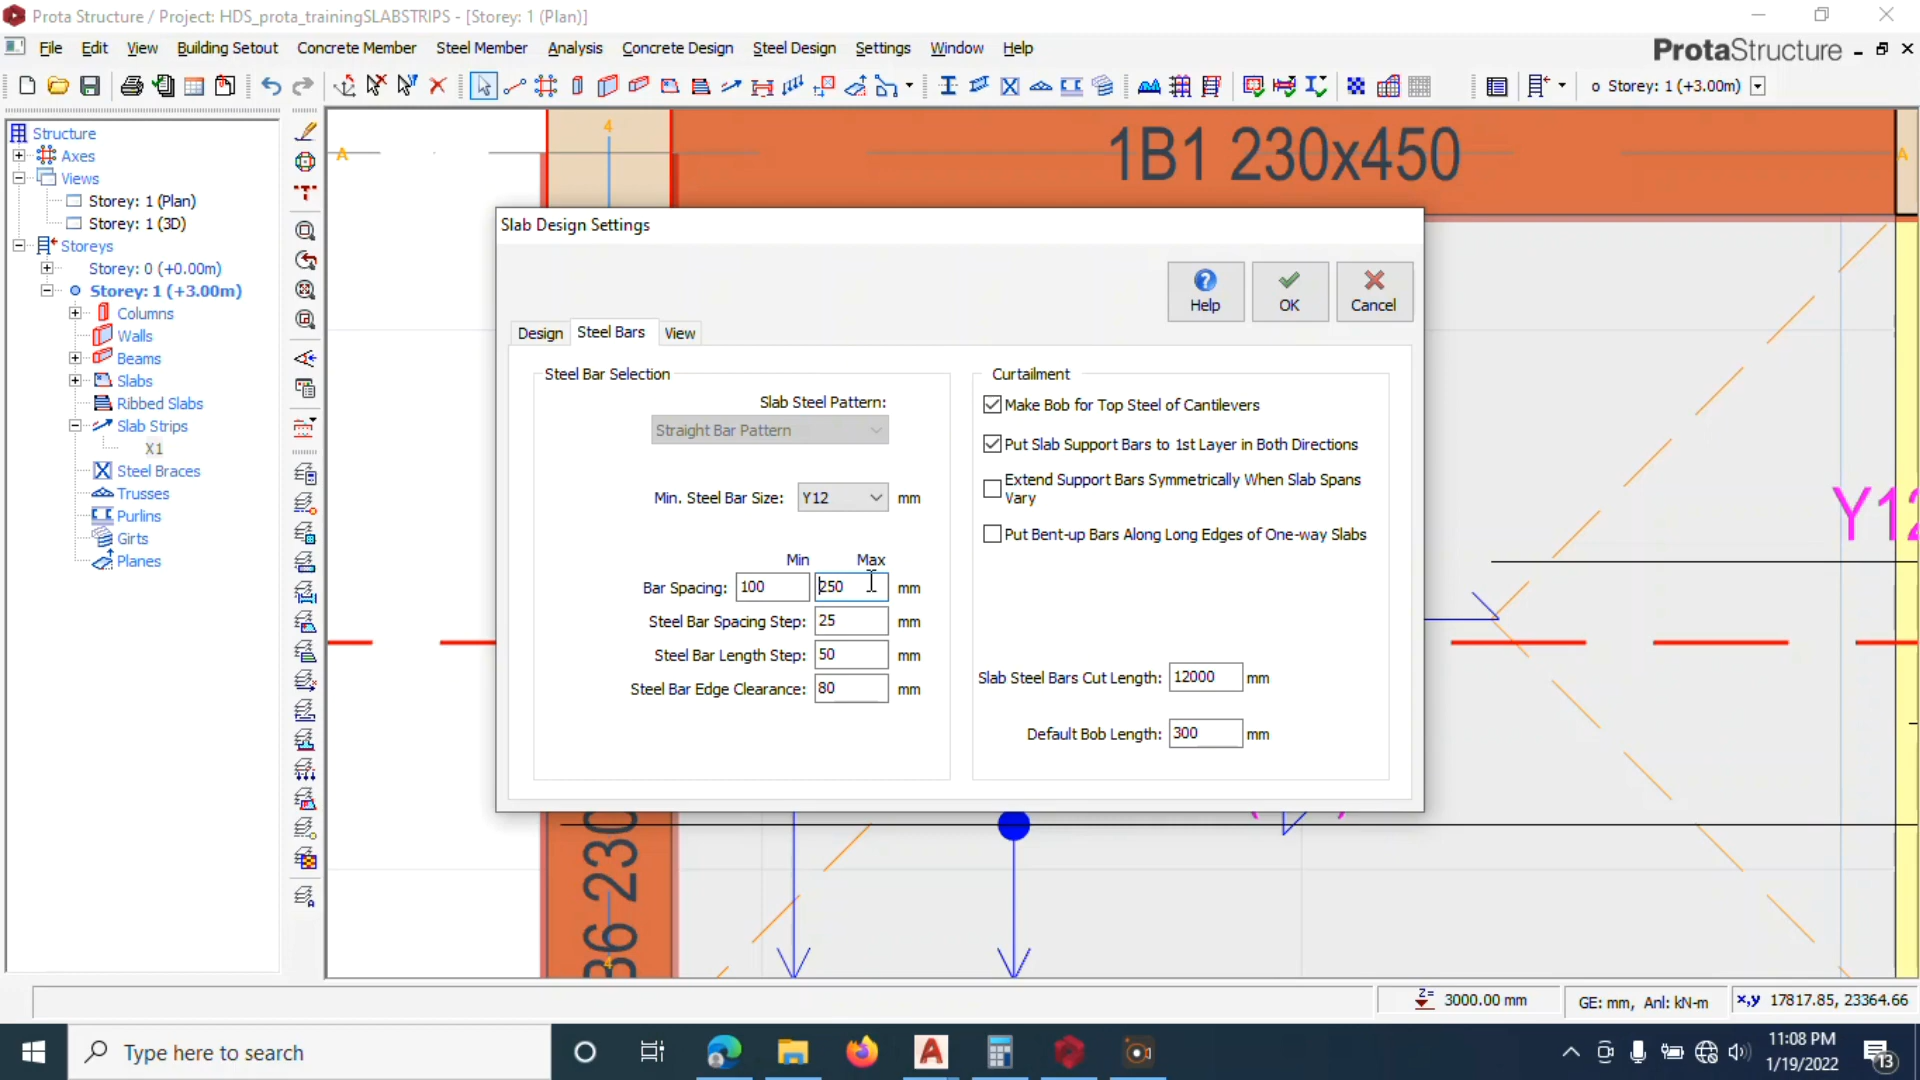 Prota Structure / Project: HDS_prota_trainingSLABSTRIPS - [Storey: 1 (Plan)]
File Edit View Building Setout Concrete Member Steel Member Analysis Concrete Design Steel Design Settings Window Help
ProtaStructure
o Storey: 1 (+3.00m)
Structure
Axes
Views
Storey: 1 (Plan)
Storey: 1 (3D)
Storeys
Storey: 0 (+0.00m)
Storey: 1 (+3.00m)
Columns
Walls
Beams
Slabs
Ribbed Slabs
Slab Strips
X1
Steel Braces
Trusses
Purlins
Girts
Planes
4
A
1B1 230x450
A
Slab Design Settings
Help
OK
Cancel
Design
Steel Bars
View
Steel Bar Selection
Slab Steel Pattern:
Straight Bar Pattern
Min. Steel Bar Size: Y12 mm
Min Max
Bar Spacing: 100 250 mm
Steel Bar Spacing Step: 25 mm
Steel Bar Length Step: 50 mm
Steel Bar Edge Clearance: 80 mm
Curtailment
Make Bob for Top Steel of Cantilevers
Put Slab Support Bars to 1st Layer in Both Directions
Extend Support Bars Symmetrically When Slab Spans
Vary
Put Bent-up Bars Along Long Edges of One-way Slabs
Slab Steel Bars Cut Length: 12000 mm
Default Bob Length: 300 mm
Y12
36 230
4
Z= 3000.00 mm
GE: mm, Anl: kN-m
x,y 17817.85, 23364.66
Type here to search
11:08 PM
1/19/2022
13